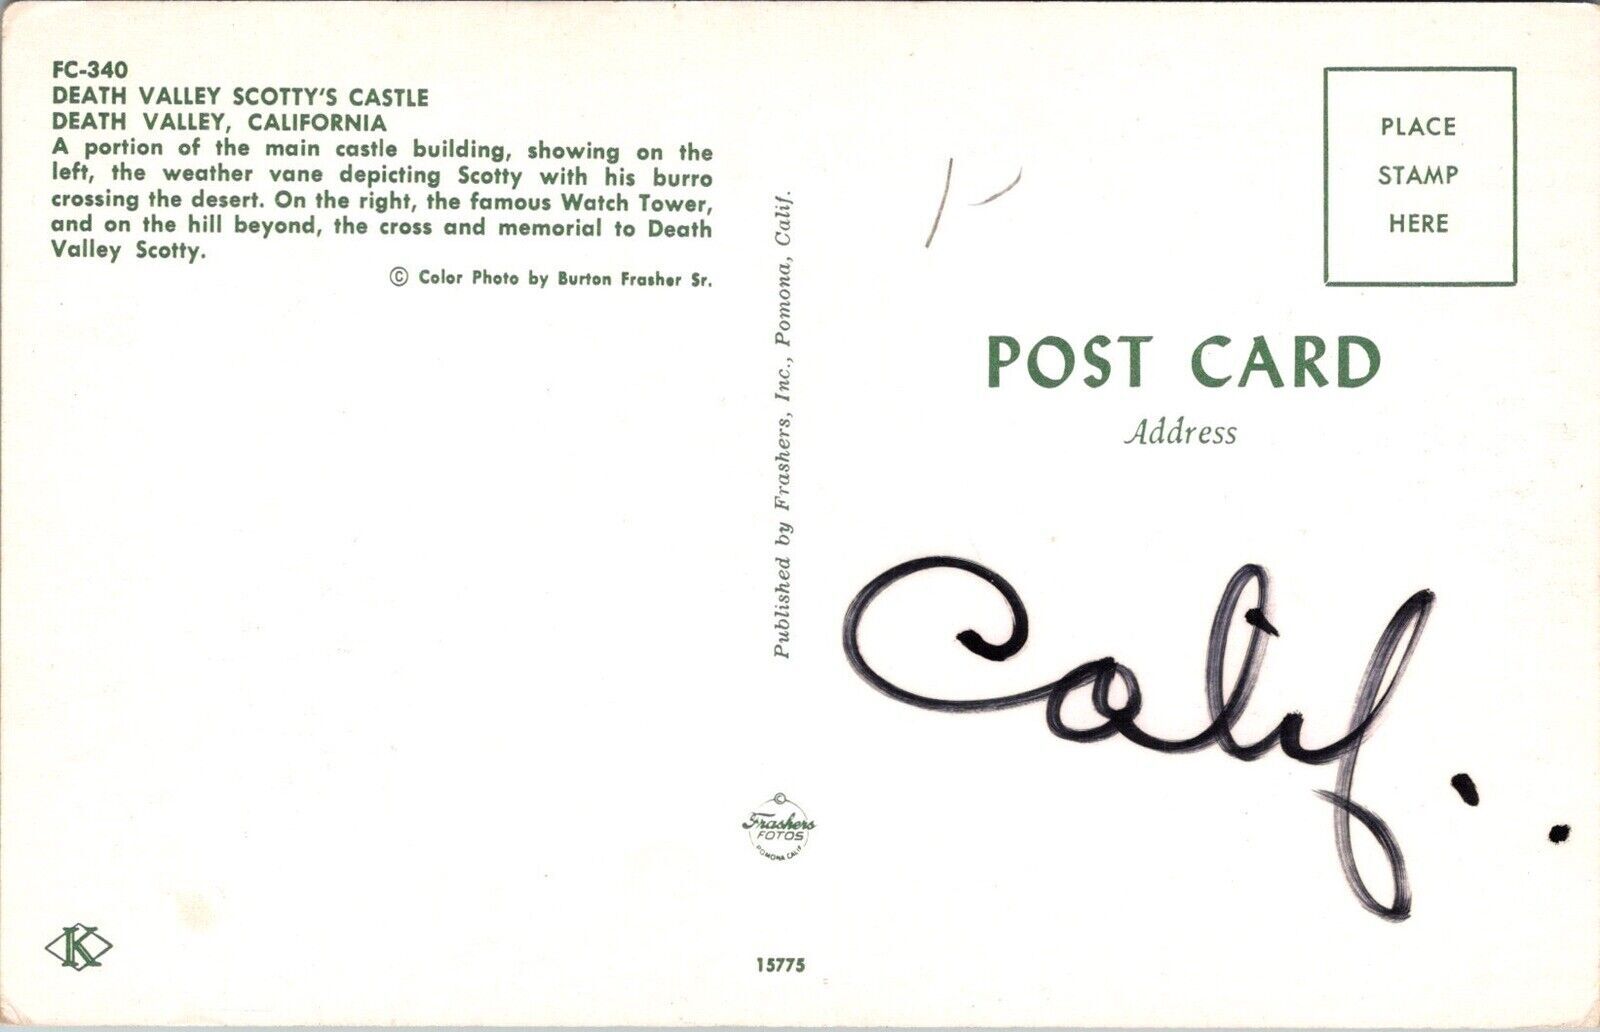 FC-340
DEATH VALLEY SCOTTY'S CASTLE
DEATH VALLEY, CALIFORNIA
A portion of the main castle building, showing on the
left, the weather vane depicting Scotty with his burro
crossing the desert. On the right, the famous Watch Tower,
and on the hill beyond, the cross and memorial to Death
Valley Scotty.
© Color Photo by Burton Frasher Sr.
Published by Frashers, Inc., Pomona, Calif.
©
Frashers
FOTOS
POMONA CALIF.
K
15775
PLACE
STAMP
HERE
POST CARD
Address
Calif.